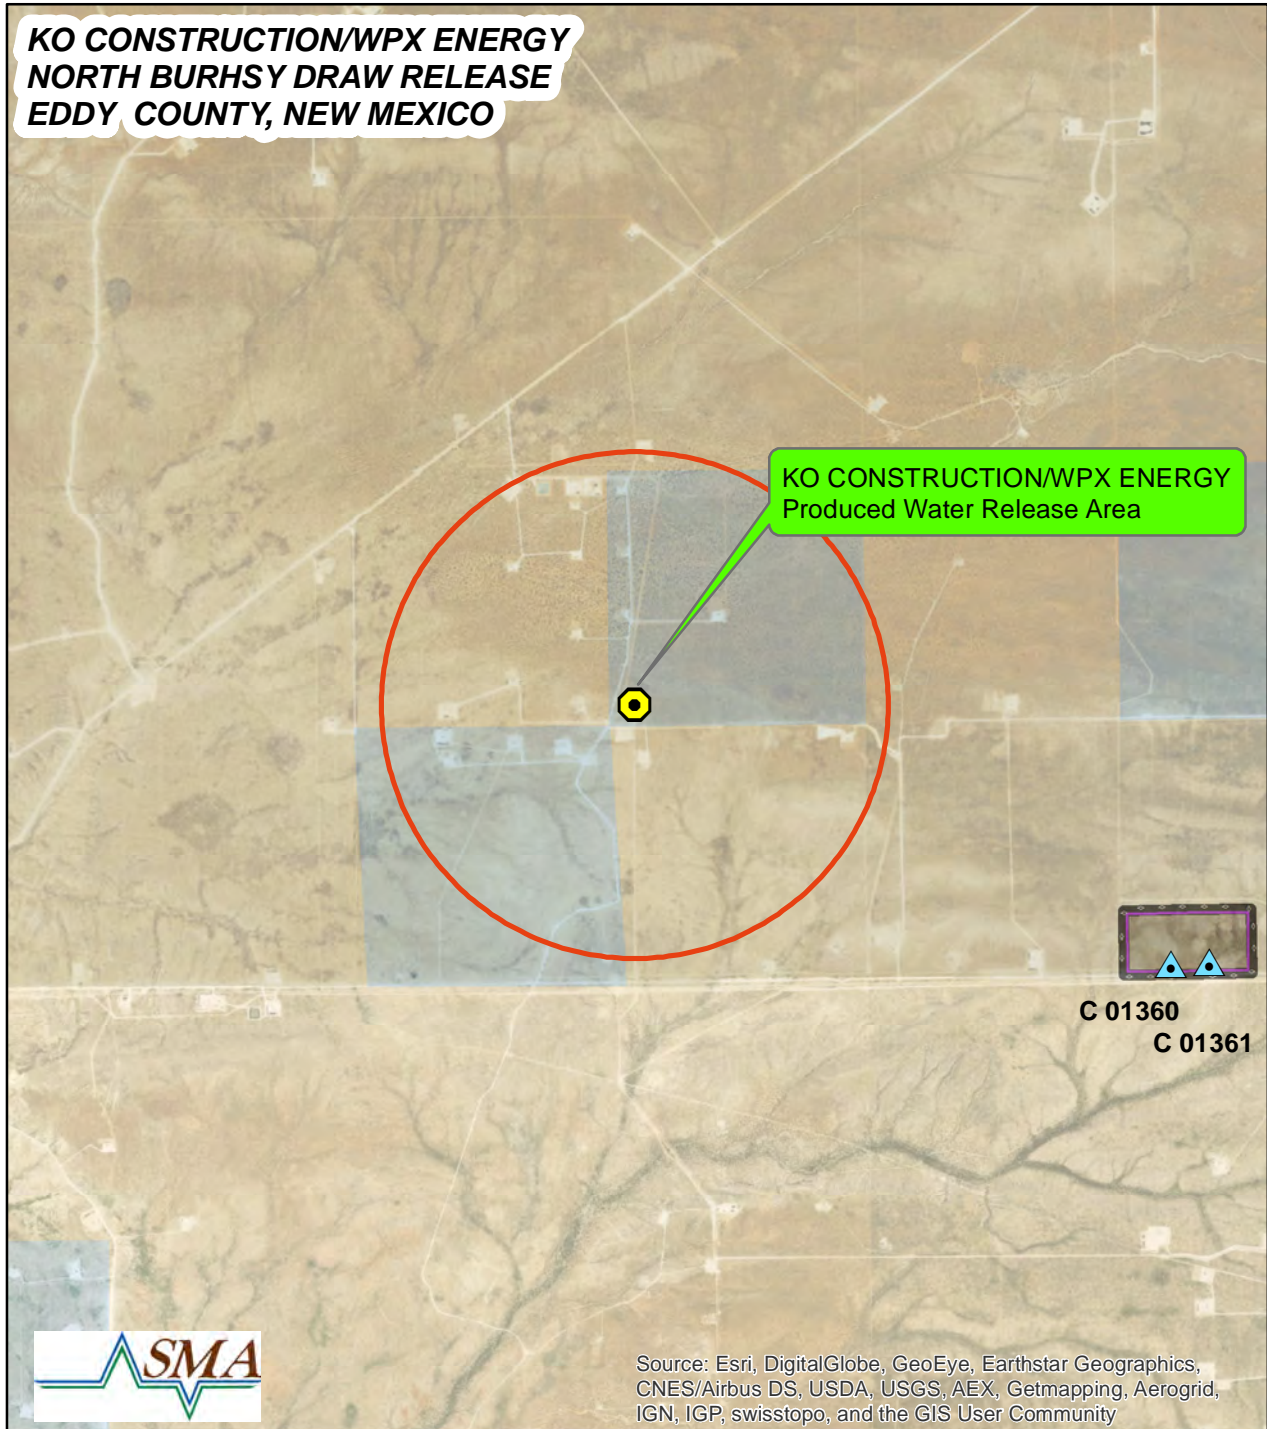 KO CONSTRUCTION/WPX ENERGY
NORTH BURHSY DRAW RELEASE
EDDY COUNTY, NEW MEXICO
KO CONSTRUCTION/WPX ENERGY
Produced Water Release Area
C 01360
C 01361
SMA
Source: Esri, DigitalGlobe, GeoEye, Earthstar Geographics,
CNES/Airbus DS, USDA, USGS, AEX, Getmapping, Aerogrid,
IGN, IGP, swisstopo, and the GIS User Community